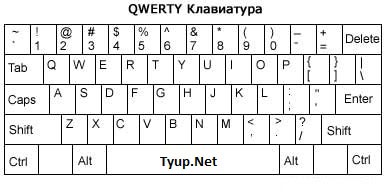 QWERTY Клавиатура
~ ! @ # $ % ^ & * ( ) – +
` 1 2 3 4 5 6 7 8 9 0 - = Delete
Tab Q W E R T Y U I O P { [ } ] | \
Caps A S D F G H J K L : ; " ' Enter
Shift Z X C V B N M < , > . ? / Shift
Ctrl Alt Tyup.Net Alt Ctrl